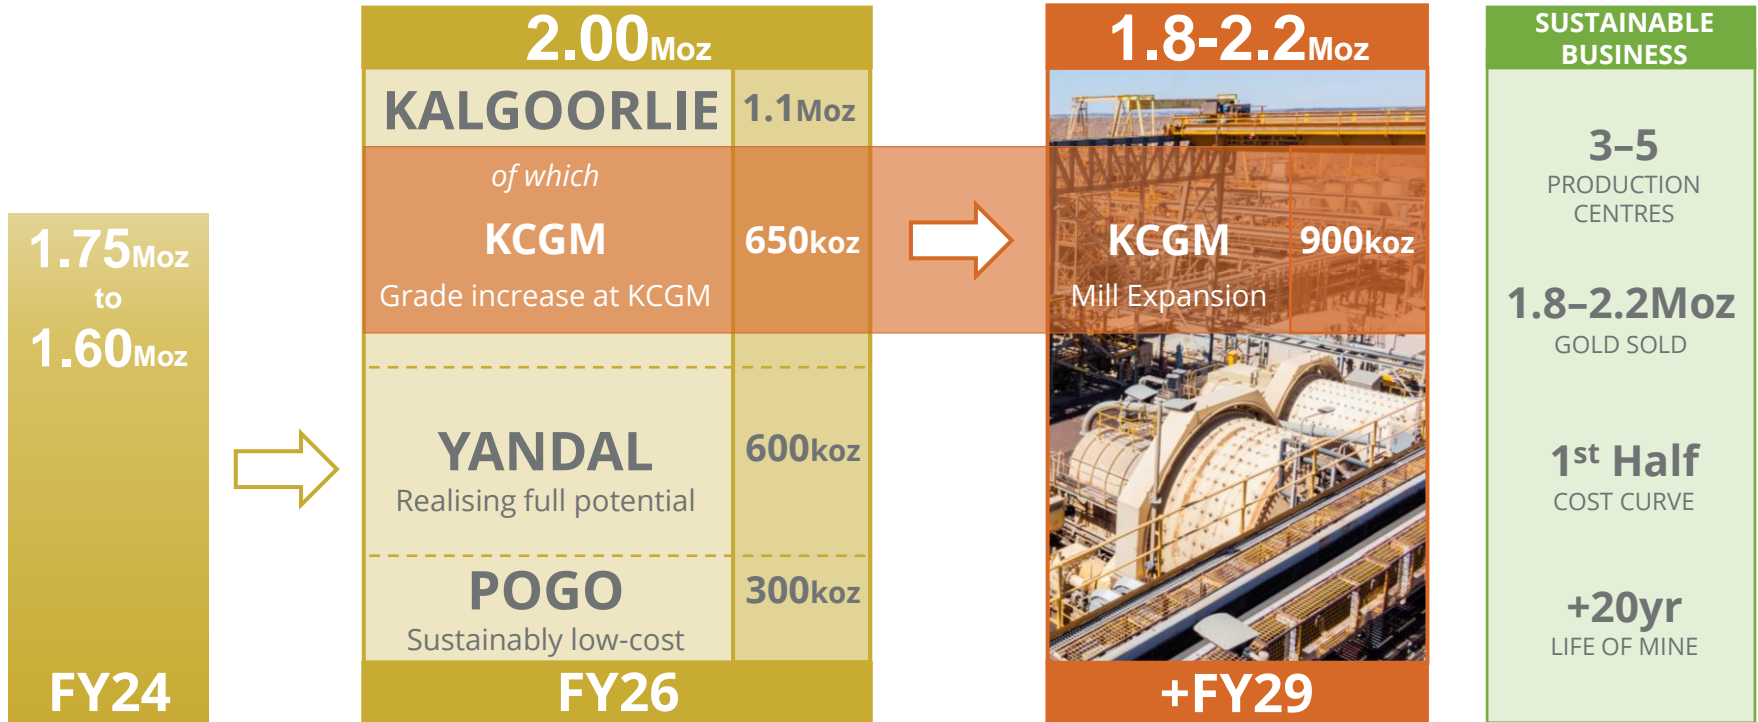 1.75Moz
to
1.60Moz
FY24
2.00Moz
KALGOORLIE 1.1Moz
of which
KCGM 650koz
Grade increase at KCGM
YANDAL 600koz
Realising full potential
POGO 300koz
Sustainably low-cost
FY26
1.8-2.2Moz
KCGM 900koz
Mill Expansion
+FY29
SUSTAINABLE
BUSINESS
3–5
PRODUCTION
CENTRES
1.8–2.2Moz
GOLD SOLD
1st Half
COST CURVE
+20yr
LIFE OF MINE